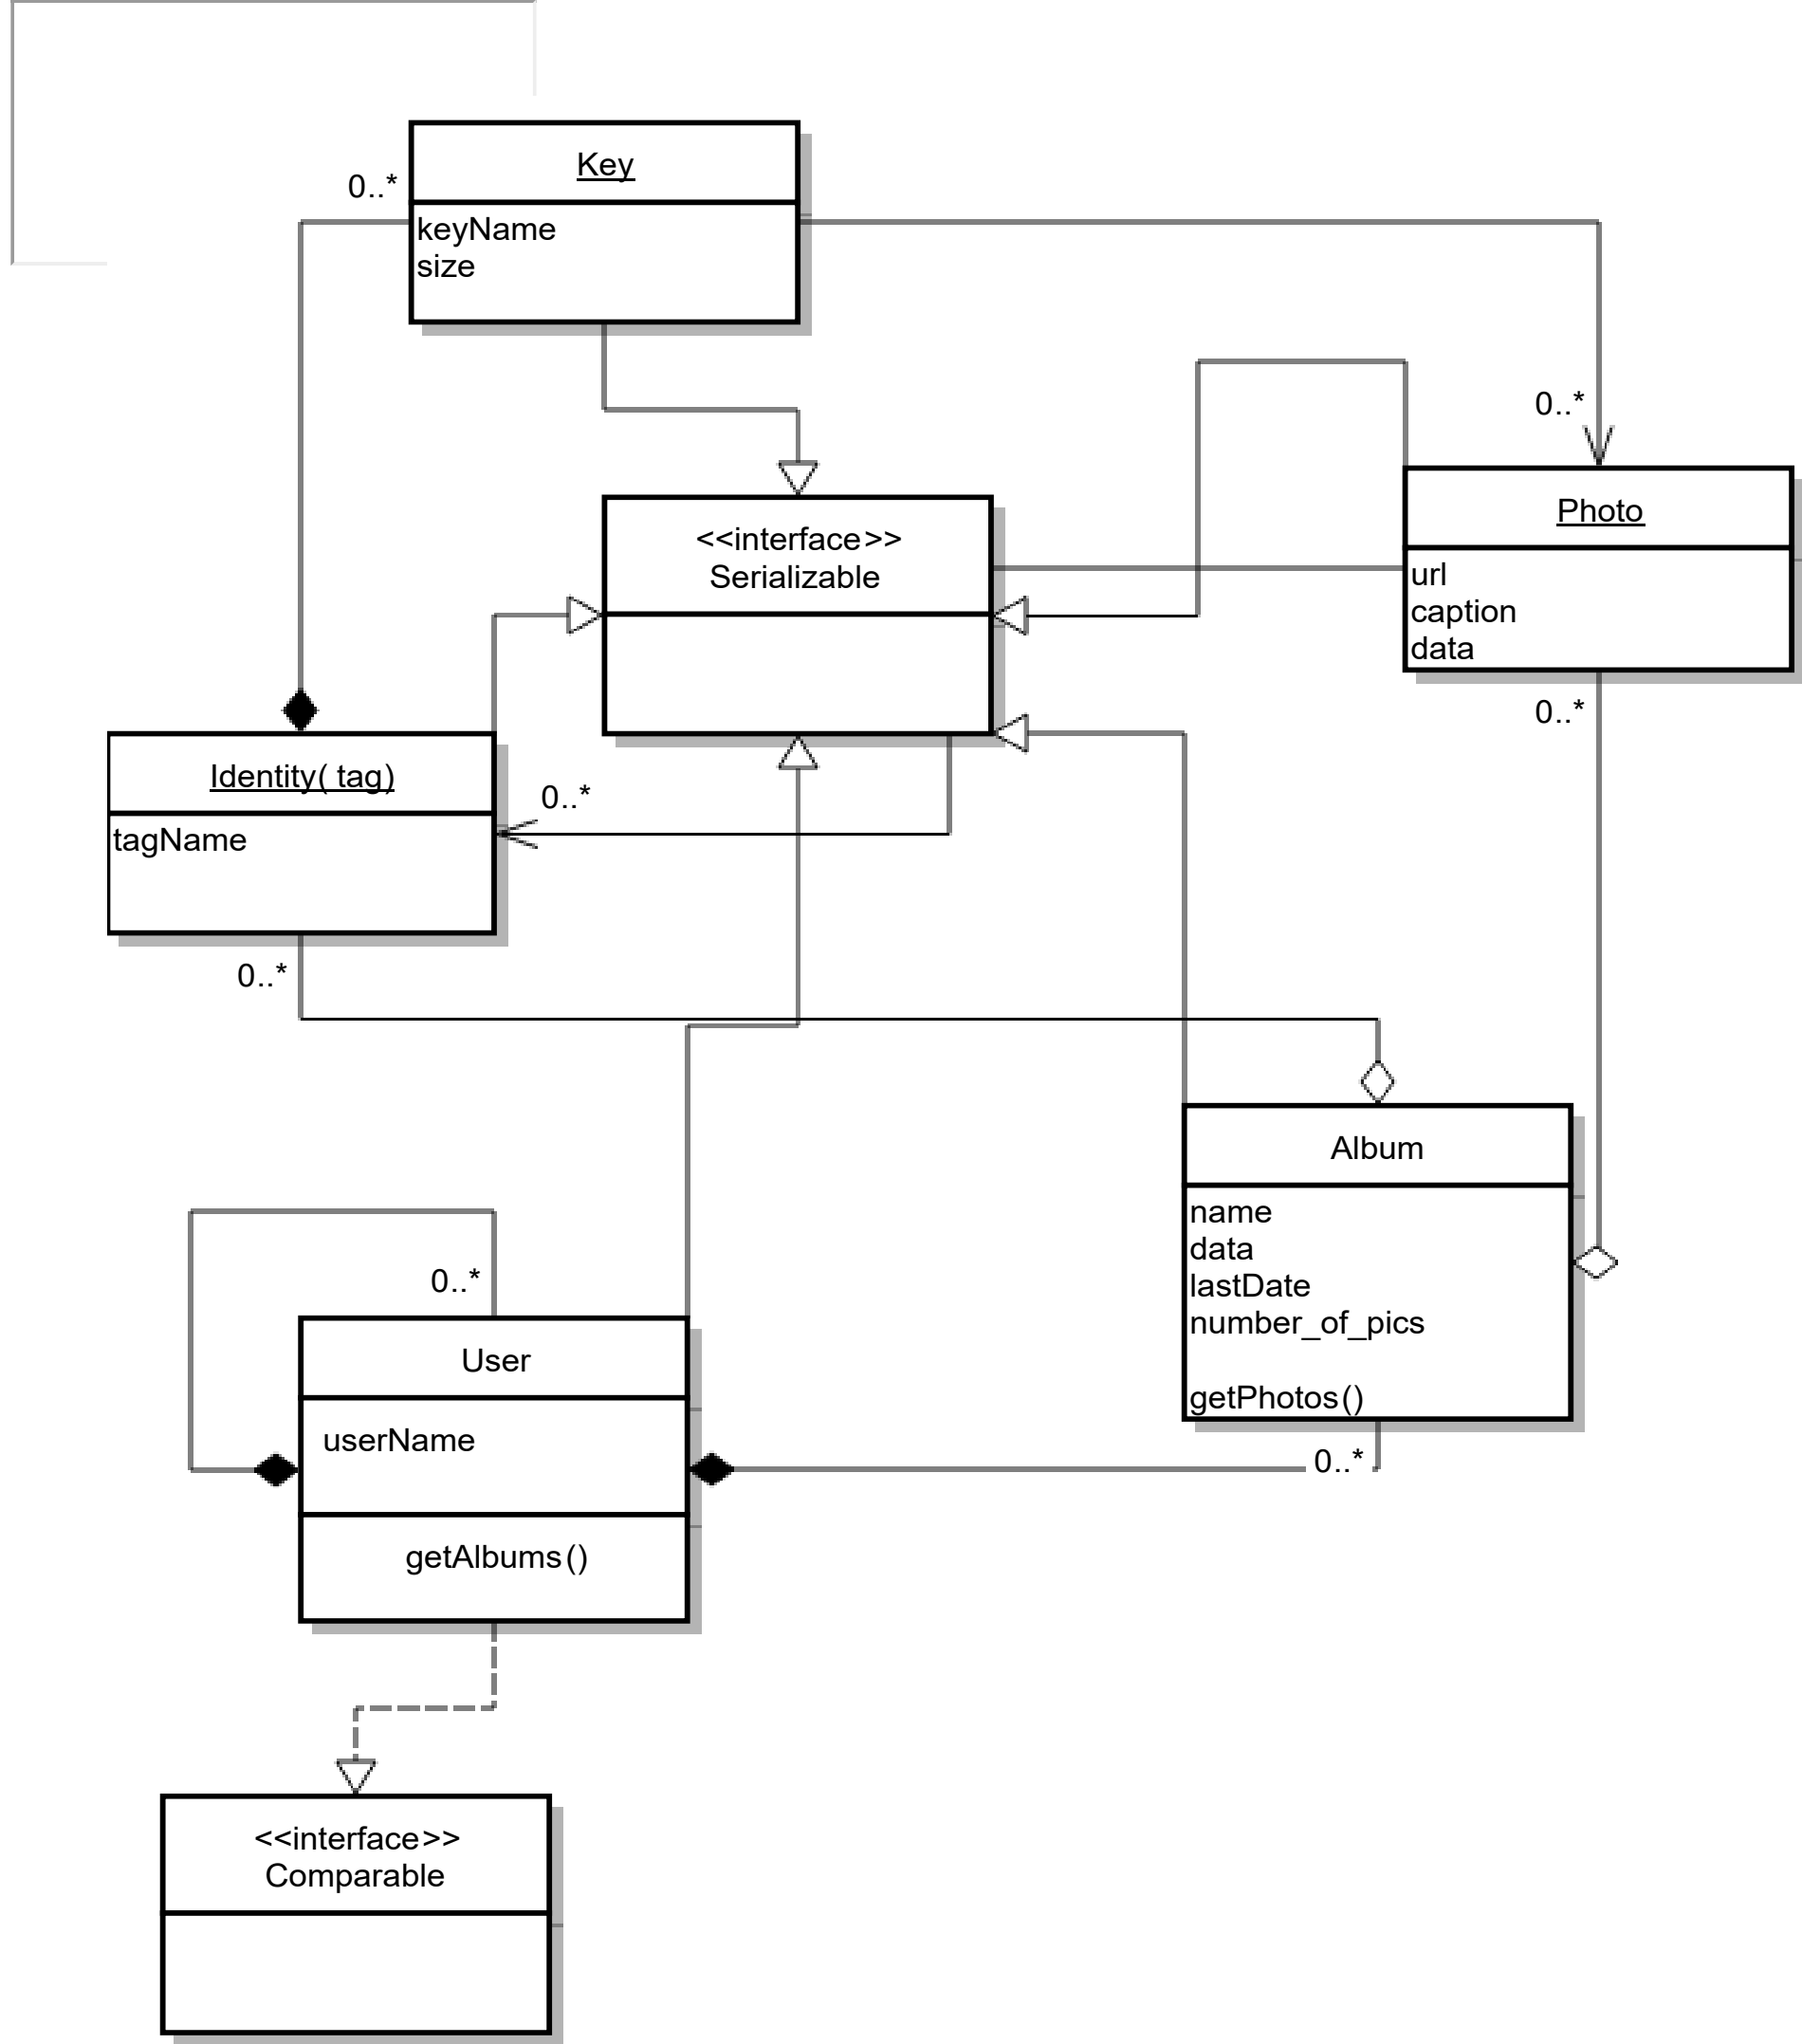 Key
0..*
keyName
size
0..*
Photo
<<interface>>
Serializable
url
caption
data
0..*
Identity( tag)
0..*
tagName
0..*
Album
name
data
lastDate
number_of_pics
getPhotos()
0..*
0..*
User
userName
getAlbums()
<<interface>>
Comparable